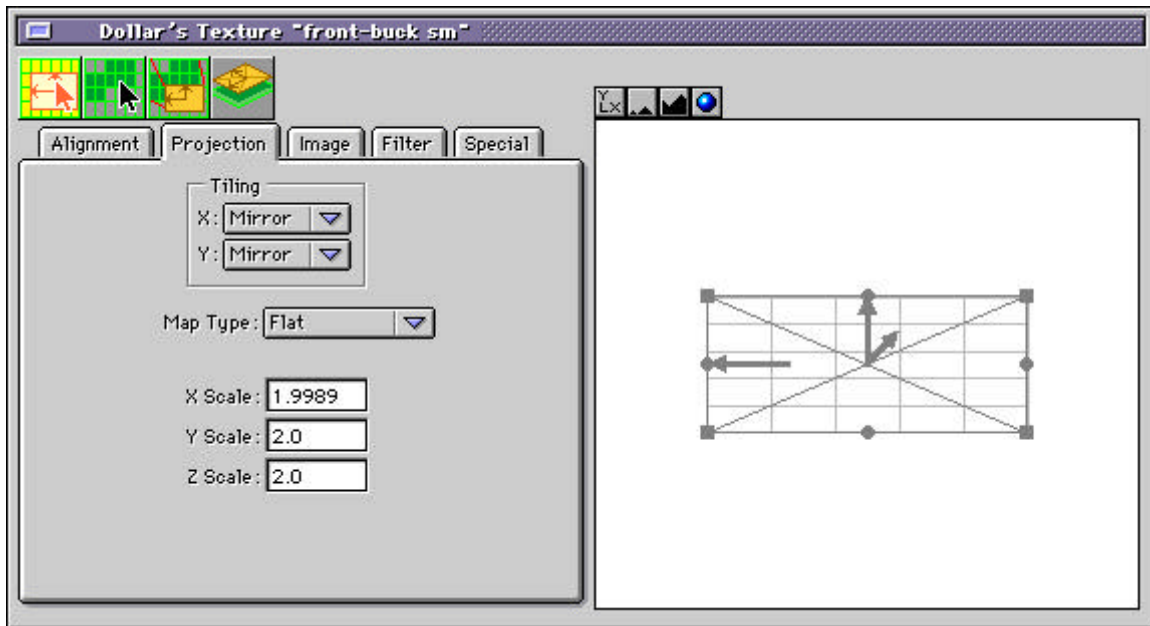 Dollar's Texture "front-buck sm"
Alignment Projection Image Filter Special
Tiling
X: Mirror
Y: Mirror
Map Type: Flat
X Scale: 1.9989
Y Scale: 2.0
Z Scale: 2.0
Y
X